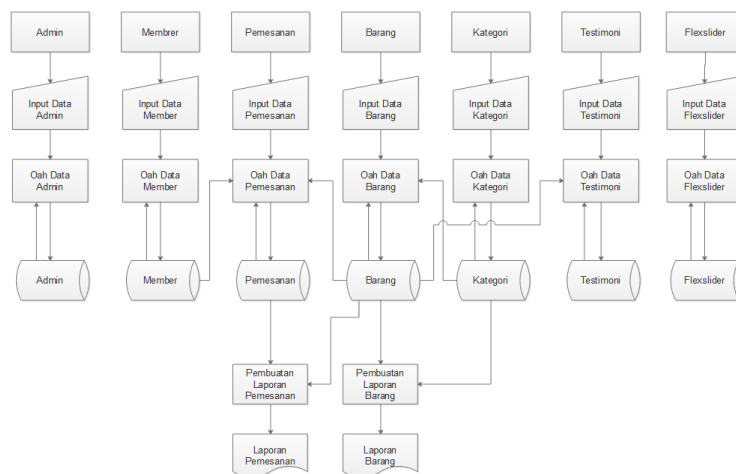 Admin
Membrer
Pemesanan
Barang
Kategori
Testimoni
Flexslider
Input Data
Admin
Input Data
Member
Input Data
Pemesanan
Input Data
Barang
Input Data
Kategori
Input Data
Testimoni
Input Data
Flexslider
Oah Data
Admin
Oah Data
Member
Oah Data
Pemesanan
Oah Data
Barang
Oah Data
Kategori
Oah Data
Testimoni
Oah Data
Flexslider
Admin
Member
Pemesanan
Barang
Kategori
Testimoni
Flexslider
Pembuatan
Laporan
Pemesanan
Pembuatan
Laporan
Barang
Laporan
Pemesanan
Laporan
Barang